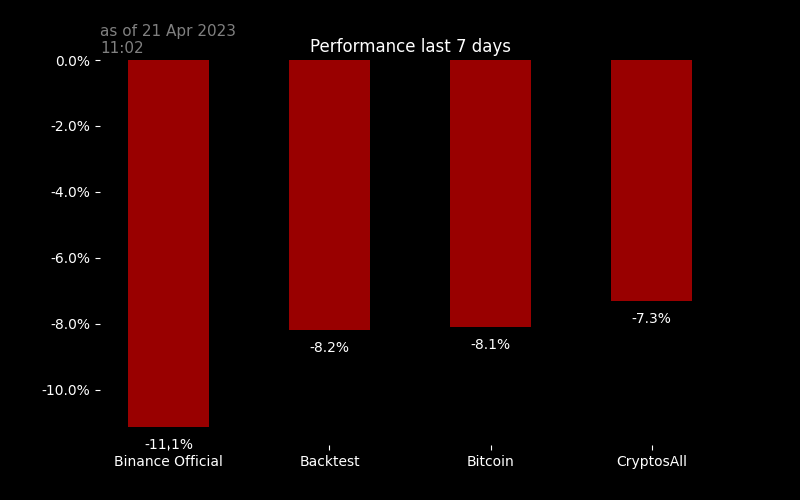 as of 21 Apr 2023
11:02
Performance last 7 days
0.0%
-2.0%
-4.0%
-6.0%
-8.0%
-10.0%
-11.1%
-8.2%
-8.1%
-7.3%
Binance Official
Backtest
Bitcoin
CryptosAll